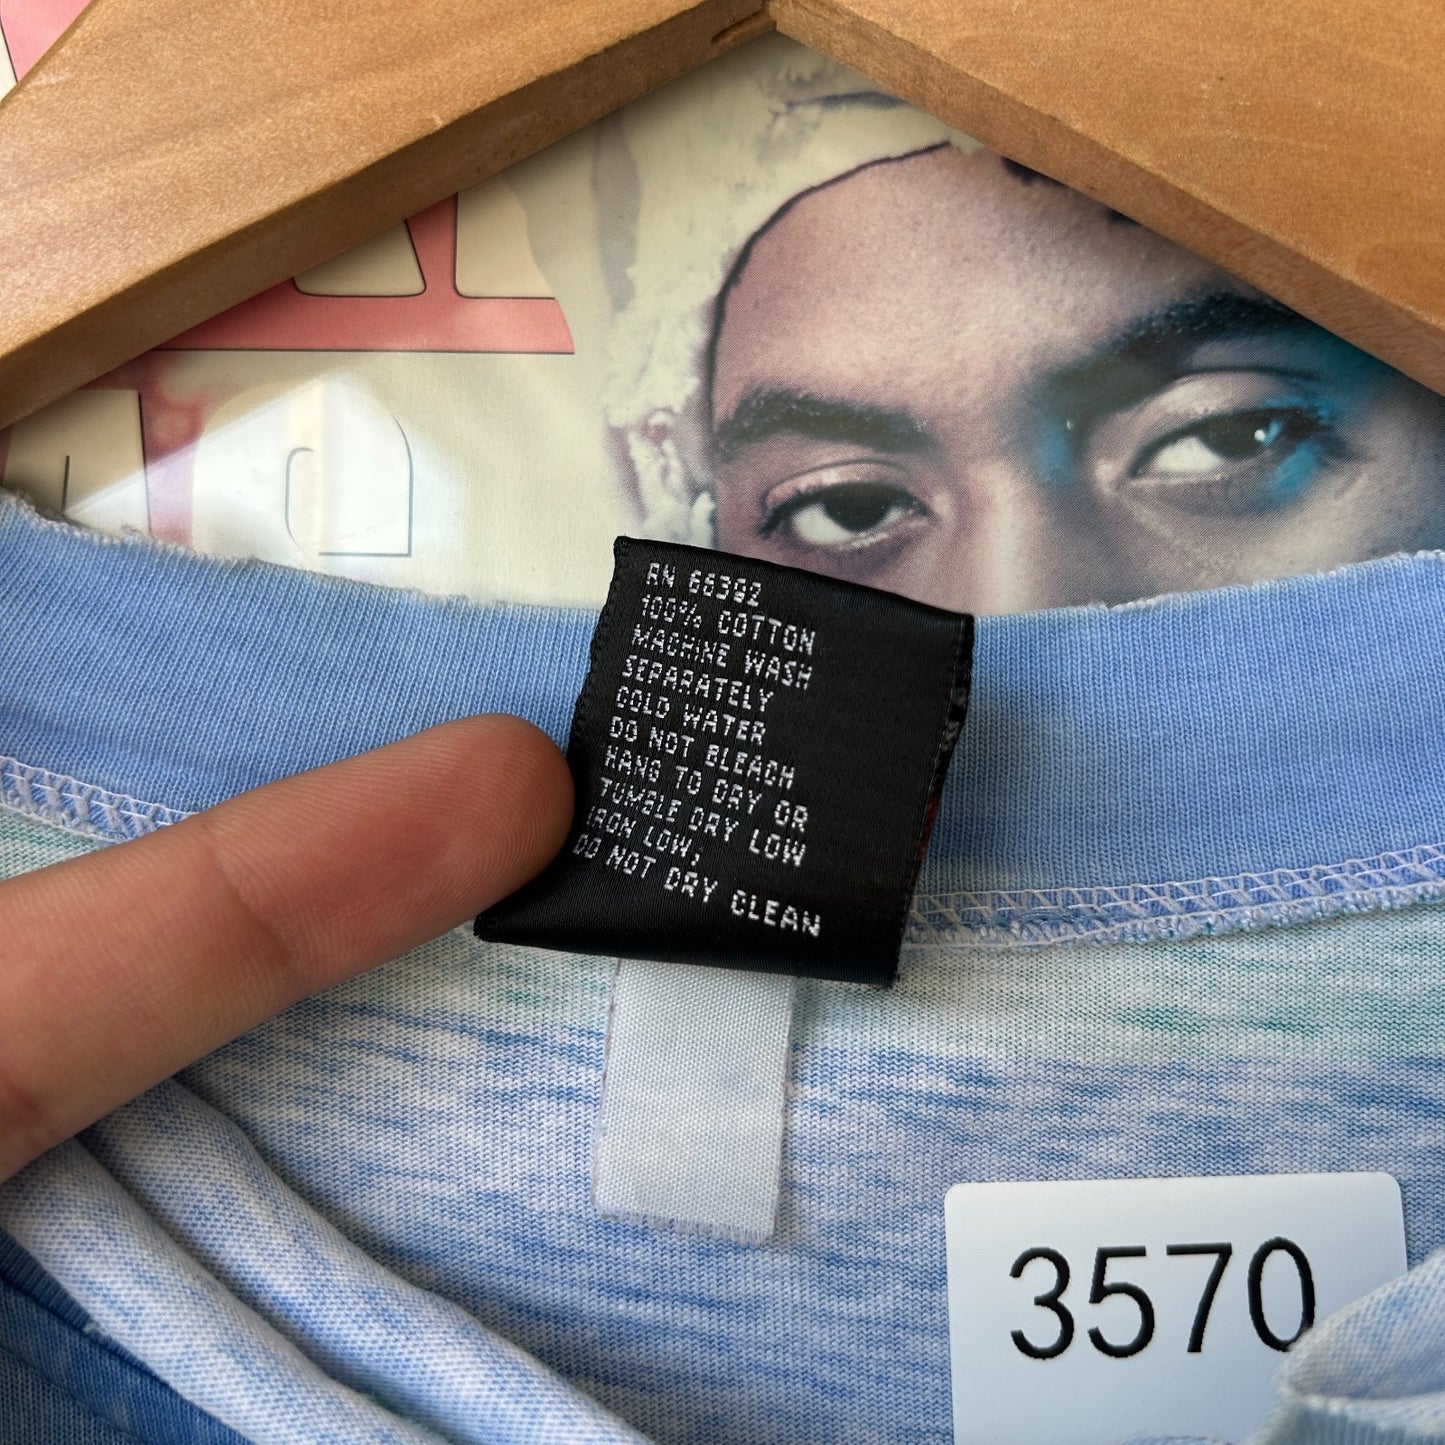 RN 66392
100% COTTON
MACHINE WASH
SEPARATELY
COLD WATER
DO NOT BLEACH
HANG TO DRY OR
TUMBLE DRY LOW
IRON LOW,
DO NOT DRY CLEAN
3570